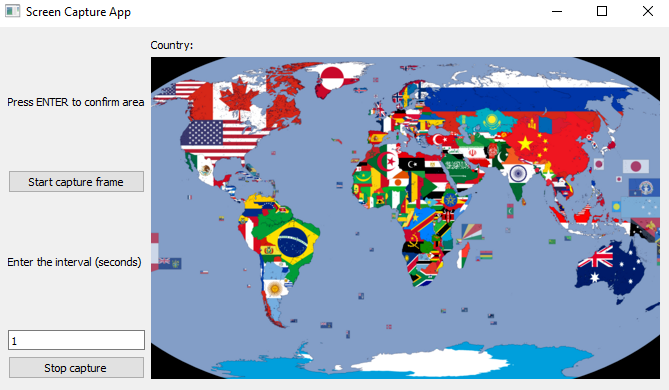 Screen Capture App
Country:
Press ENTER to confirm area
Start capture frame
Enter the interval (seconds)
1
Stop capture